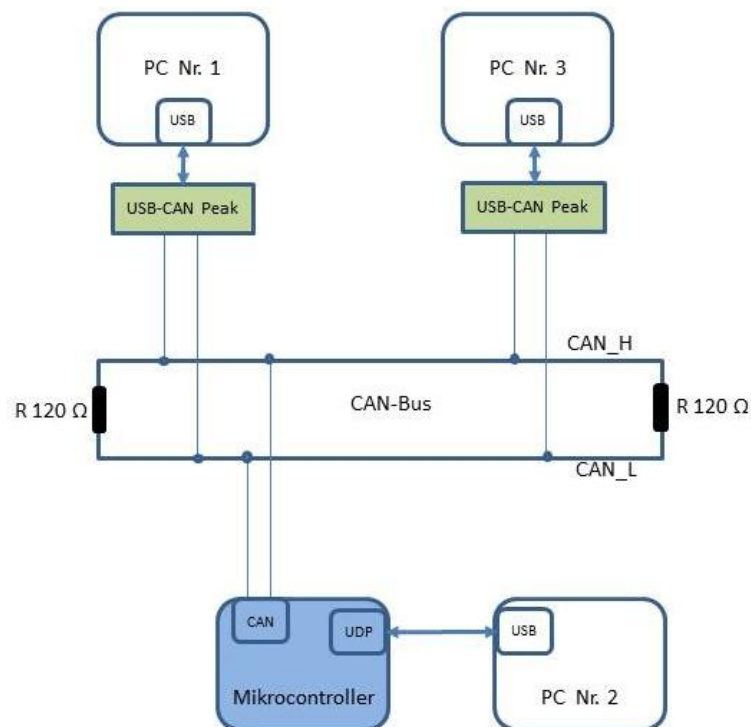 PC Nr. 1
PC Nr. 3
USB
USB
USB-CAN Peak
USB-CAN Peak
CAN_H
R 120 Ω
CAN-Bus
R 120 Ω
CAN_L
CAN
UDP
USB
Mikrocontroller
PC Nr. 2